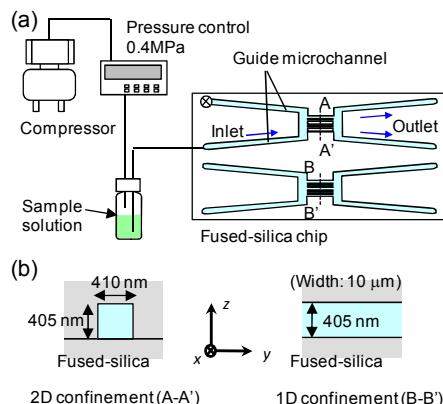 (a)
Pressure control
0.4MPa
Guide microchannel
Compressor
A
Inlet
Outlet
A'
B
Sample
solution
B'
Fused-silica chip
(b)
410 nm
(Width: 10 μm)
z
405 nm
405 nm
Fused-silica
x
y
Fused-silica
2D confinement (A-A')
1D confinement (B-B')